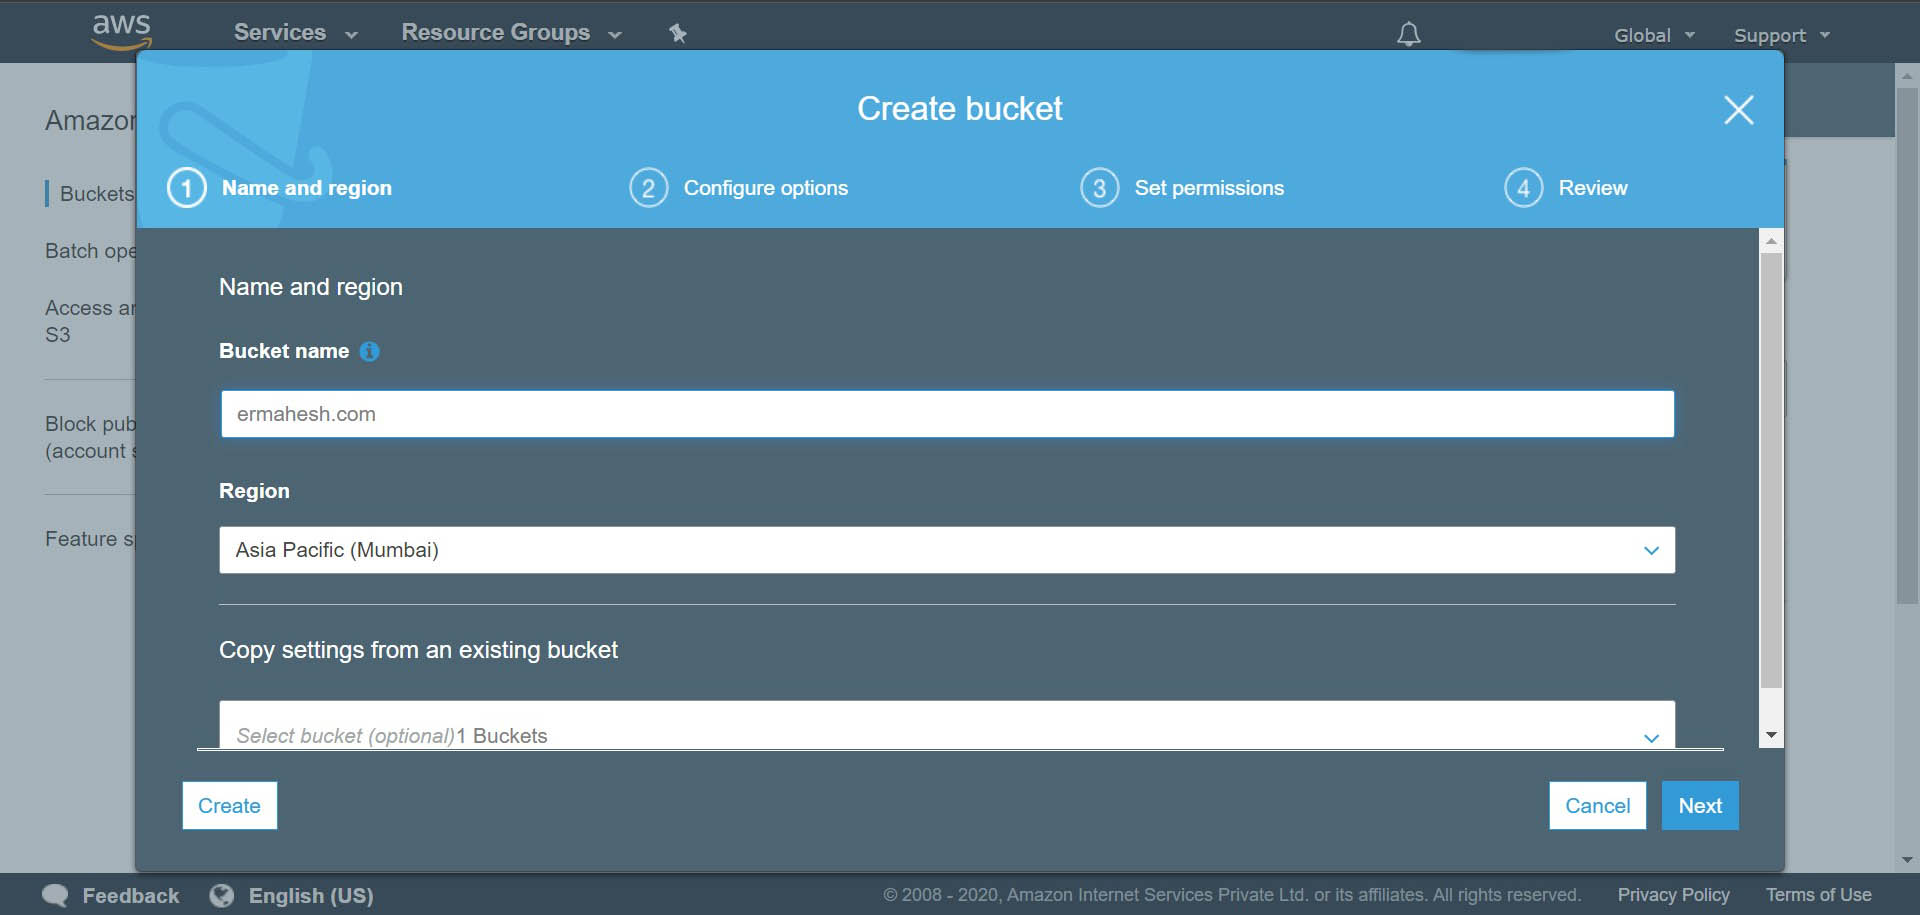 aws Services Resource Groups Global Support
Create bucket
1 Name and region 2 Configure options 3 Set permissions 4 Review
Amazon
Buckets
Batch ope
Access an
S3
Block pub
(account s
Feature sp
Name and region
Bucket name
ermahesh.com
Region
Asia Pacific (Mumbai)
Copy settings from an existing bucket
Select bucket (optional)1 Buckets
Create Cancel Next
Feedback English (US) © 2008 - 2020, Amazon Internet Services Private Ltd. or its affiliates. All rights reserved. Privacy Policy Terms of Use